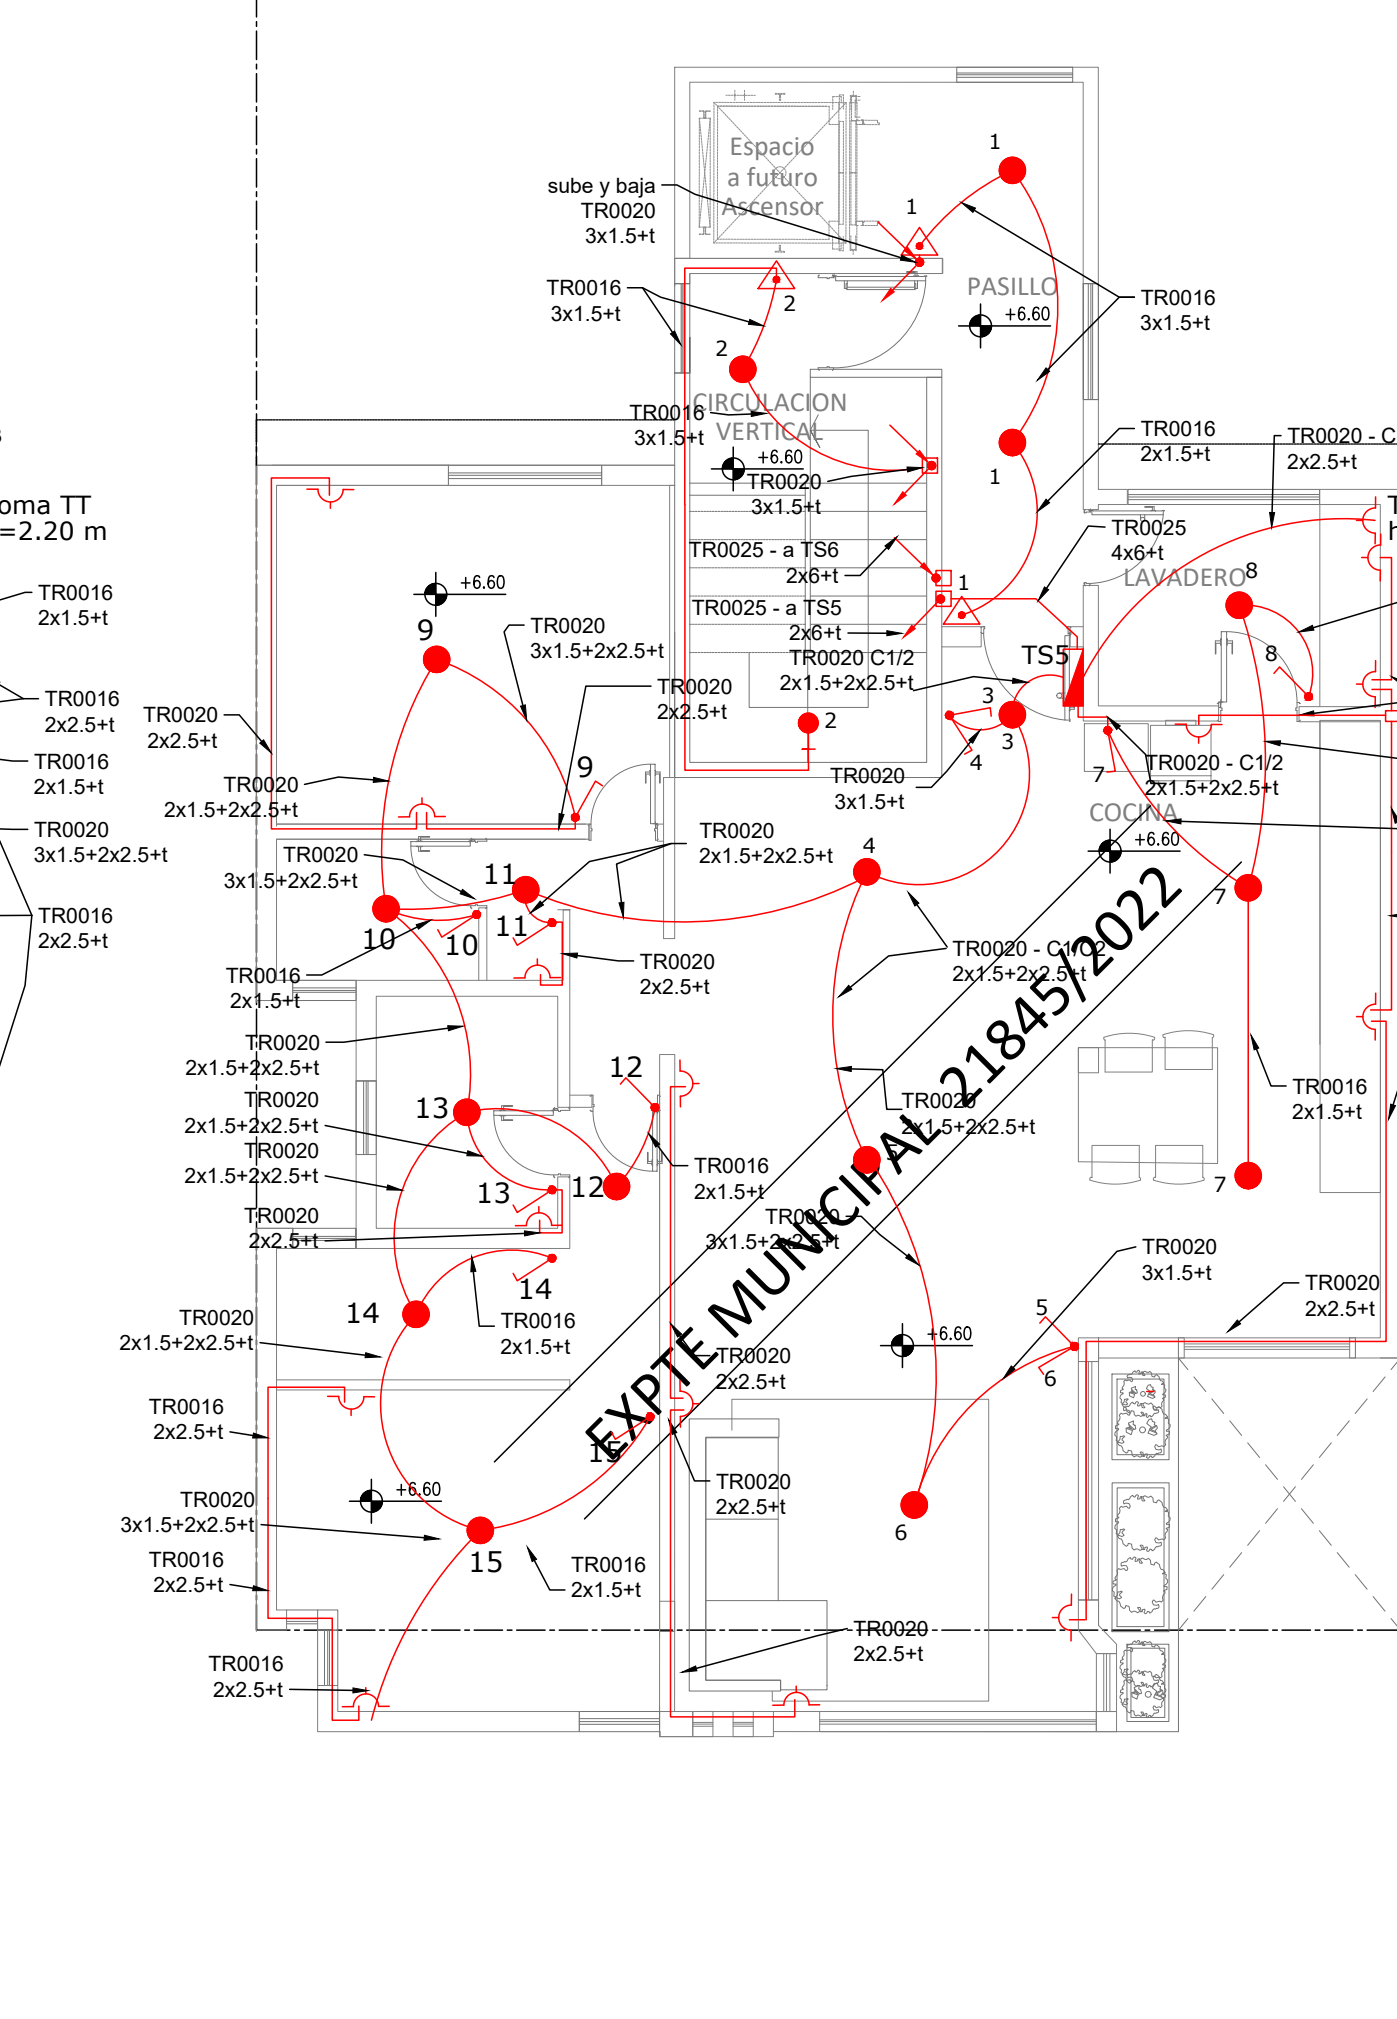 Espacio
a futuro
Ascensor
1
sube y baja
TR0020
3x1.5+t
1
PASILLO
+6.60
TR0016
3x1.5+t
2
TR0016
3x1.5+t
2
CIRCULACION
VERTICAL
+6.60
TR0016
3x1.5+t
TR0020
3x1.5+t
1
TR0016
2x1.5+t
TR0020 - C
2x2.5+t
oma TT
=2.20 m
TR0025
4x6+t
LAVADERO
8
TR0025 - a TS6
2x6+t
TR0025 - a TS5
2x6+t
1
TR0020 C1/2
2x1.5+2x2.5+t
TS5
8
3
3
4
2
TR0020
3x1.5+t
7
TR0020 - C1/2
2x1.5+2x2.5+t
COCINA
+6.60
TR0016
2x1.5+t
TR0016
2x2.5+t
TR0016
2x1.5+t
TR0020
3x1.5+2x2.5+t
TR0016
2x2.5+t
+6.60
9
TR0020
3x1.5+2x2.5+t
TR0020
2x2.5+t
TR0020
2x2.5+t
TR0020
2x1.5+2x2.5+t
9
TR0020
2x1.5+2x2.5+t
TR0020
3x1.5+2x2.5+t
11
4
7
11
10
10
TR0020
2x2.5+t
TR0016
2x1.5+t
TR0020 - C1/C2
2x1.5+2x2.5+t
TR0020
2x1.5+2x2.5+t
TR0020
2x1.5+2x2.5+t
TR0020
2x1.5+2x2.5+t
TR0020
2x2.5+t
13
12
TR0016
2x1.5+t
TR0020
2x1.5+2x2.5+t
TR0016
2x1.5+t
5
7
13
12
TR0020
3x1.5+2x2.5+t
14
14
TR0016
2x1.5+t
TR0020
2x1.5+2x2.5+t
TR0020
3x1.5+t
TR0020
2x2.5+t
5
6
+6.60
TR0020
2x2.5+t
TR0016
2x2.5+t
EXPTE MUNICIPAL 21845/2022
15
TR0020
2x2.5+t
+6.60
TR0020
3x1.5+2x2.5+t
6
15
TR0016
2x2.5+t
TR0016
2x1.5+t
TR0020
2x2.5+t
TR0016
2x2.5+t